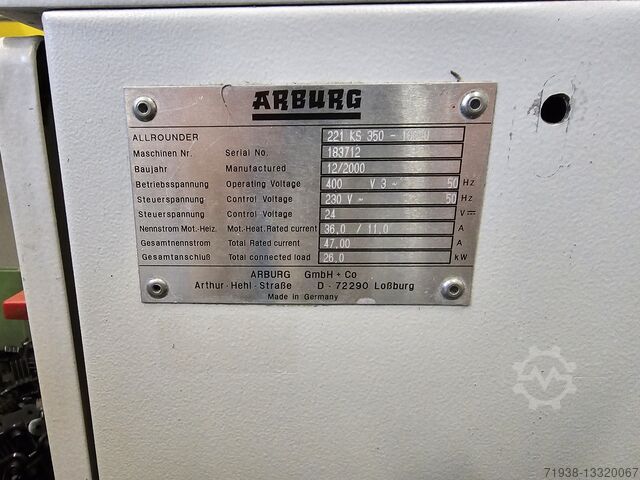 ARBURG
ALLROUNDER 221 KS 350 -
Maschinen Nr. Serial No. 183712
Baujahr Manufactured 12/2000
Betriebsspannung Operating Voltage 400 V 3 ~ 50 Hz
Steuerspannung Control Voltage 230 V ~ 50 Hz
Steuerspannung Control Voltage 24 V⎓
Nennstrom Mot.-Heiz. Mot.-Heat.Rated current 36,0 / 11,0 A
Gesamtnennstrom Total Rated current 47,00 A
Gesamtanschluß Total connected load 26,0 kW
ARBURG GmbH + Co
Arthur-Hehl-Straße D-72290 Loßburg
Made in Germany
71938-13320067